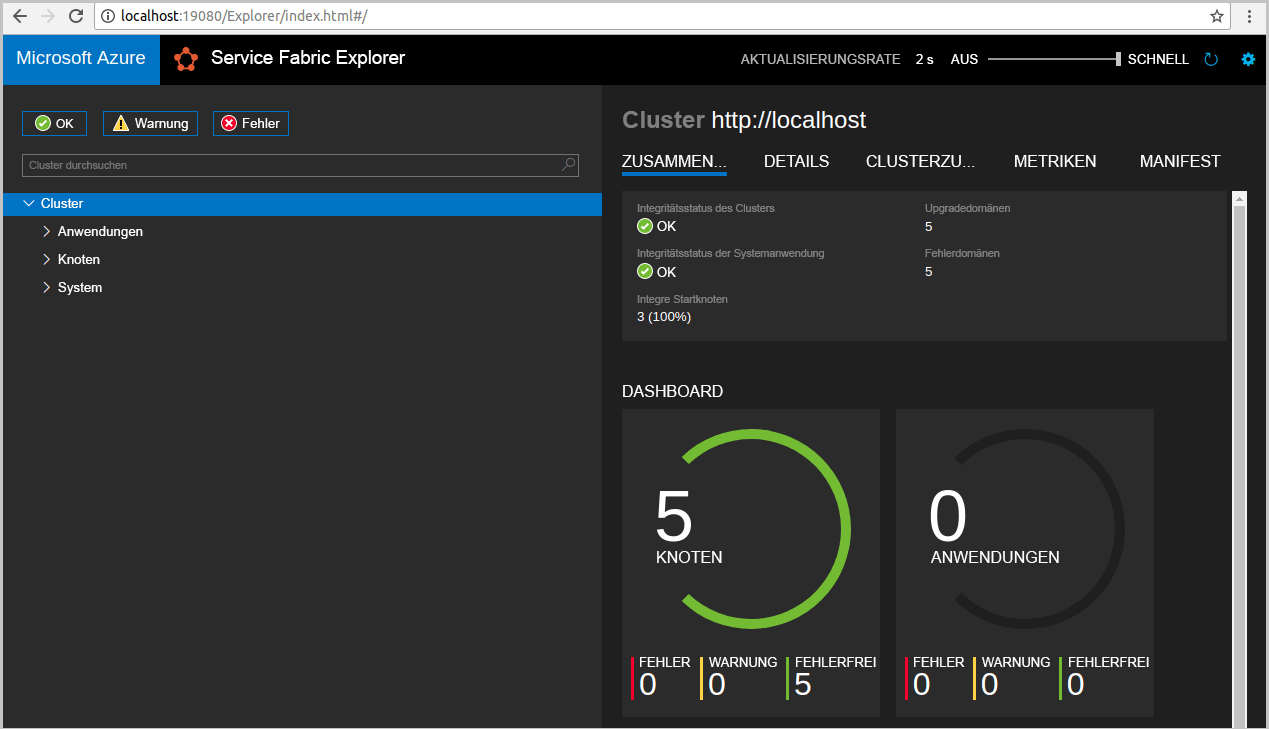 localhost:19080/Explorer/index.html#/
Microsoft Azure
Service Fabric Explorer
AKTUALISIERUNGSRATE 2 s AUS SCHNELL
OK Warnung Fehler
Cluster durchsuchen
Cluster
Anwendungen
Knoten
System
Cluster http://localhost
ZUSAMMEN... DETAILS CLUSTERZU... METRIKEN MANIFEST
Integritätsstatus des Clusters
OK
Upgradedomänen
5
Integritätsstatus der Systemanwendung
OK
Fehlerdomänen
5
Integre Startknoten
3 (100%)
DASHBOARD
5
KNOTEN
FEHLER WARNUNG FEHLERFREI
0 0 5
0
ANWENDUNGEN
FEHLER WARNUNG FEHLERFREI
0 0 0